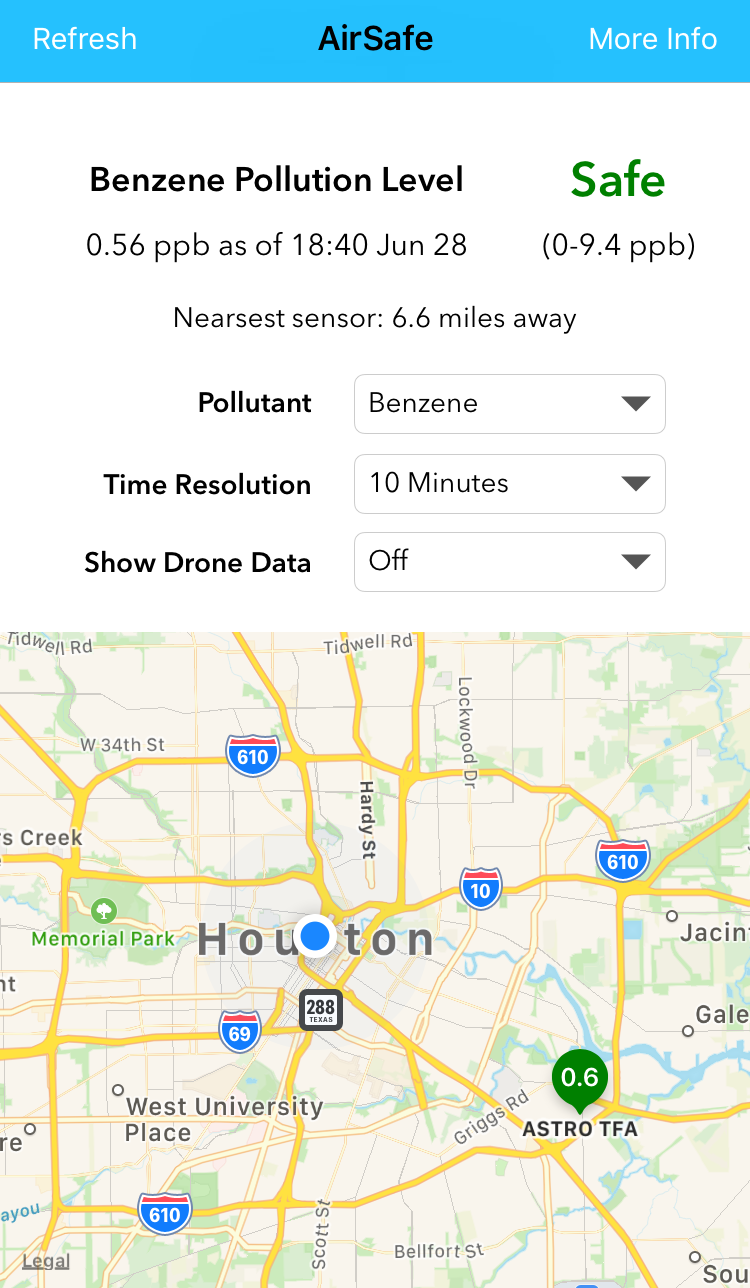 Refresh
AirSafe
More Info
Benzene Pollution Level
Safe
0.56 ppb as of 18:40 Jun 28
(0-9.4 ppb)
Nearsest sensor: 6.6 miles away
Pollutant
Benzene
Time Resolution
10 Minutes
Show Drone Data
Off
Tidwell Rd
Tidwell Rd
Lockwood Dr
W 34th St
610
Hardy St
rs Creek
610
10
Memorial Park
Hou ton
Jacin
nt
288
TEXAS
69
Gale
0.6
West University
Place
Griggs Rd
ASTRO TFA
re
ayou
610
Scott St
Bellfort St
Legal
Sou